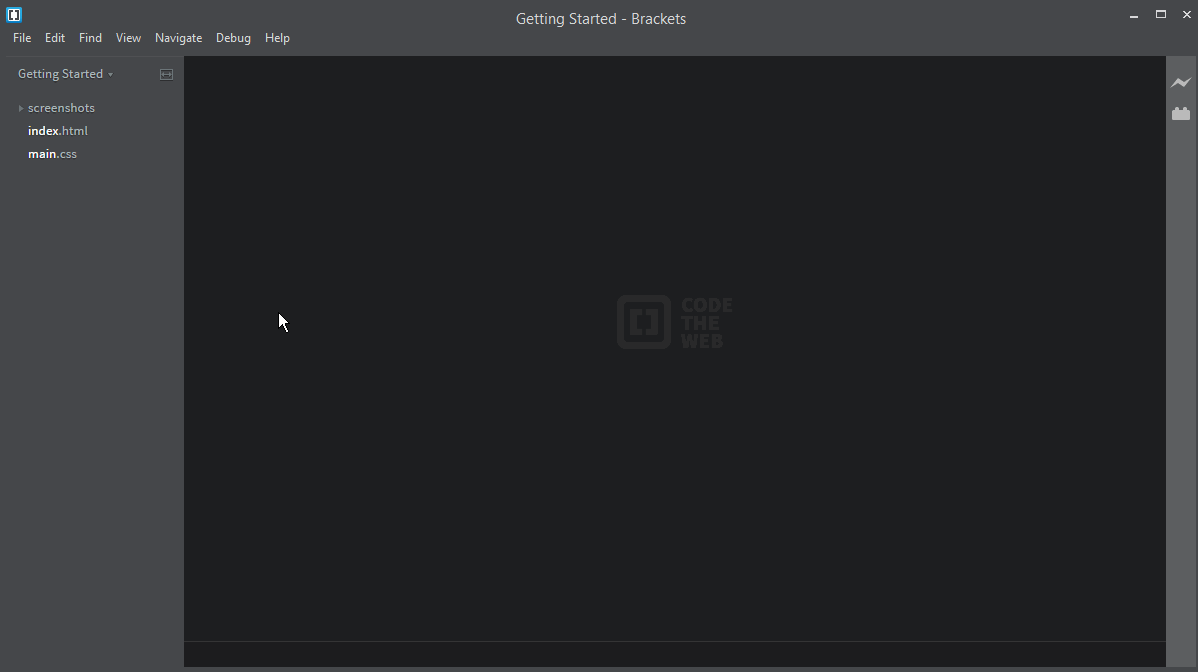 Getting Started - Brackets
File Edit Find View Navigate Debug Help
Getting Started
screenshots
index.html
main.css
CODE
THE
WEB